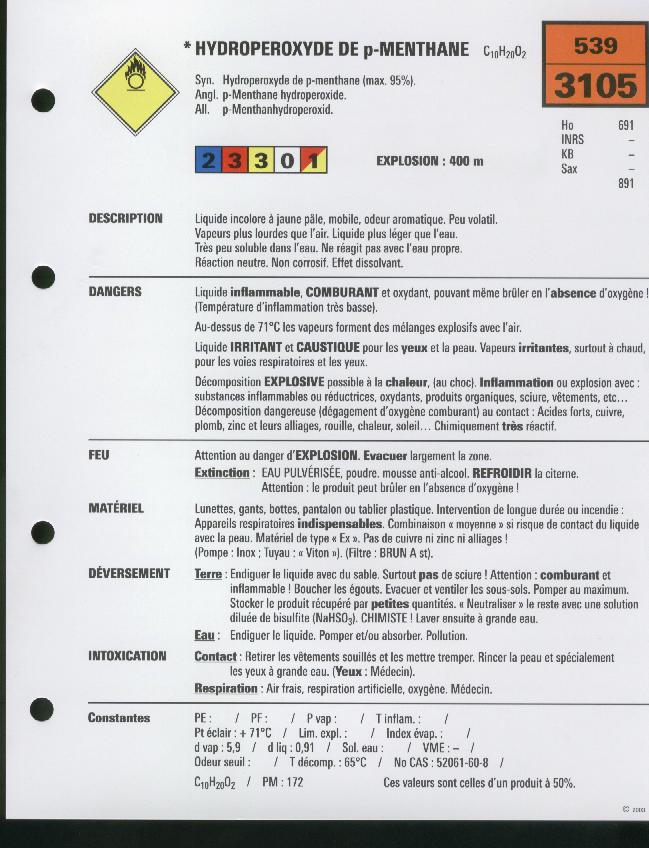 * HYDROPEROXYDE DE p-MENTHANE C10H20O2
539
3105
Syn. Hydroperoxyde de p-menthane (max. 95%).
Angl. p-Menthane hydroperoxide.
All. p-Menthanhydroperoxid.
Ho 691
INRS –
KB –
Sax –
891
2 3 3 0 1
EXPLOSION : 400 m
DESCRIPTION
Liquide incolore à jaune pâle, mobile, odeur aromatique. Peu volatil.
Vapeurs plus lourdes que l'air. Liquide plus léger que l'eau.
Très peu soluble dans l'eau. Ne réagit pas avec l'eau propre.
Réaction neutre. Non corrosif. Effet dissolvant.
DANGERS
Liquide inflammable, COMBURANT et oxydant, pouvant même brûler en l'absence d'oxygène !
(Température d'inflammation très basse).
Au-dessus de 71°C les vapeurs forment des mélanges explosifs avec l'air.
Liquide IRRITANT et CAUSTIQUE pour les yeux et la peau. Vapeurs irritantes, surtout à chaud,
pour les voies respiratoires et les yeux.
Décomposition EXPLOSIVE possible à la chaleur, (au choc). Inflammation ou explosion avec :
substances inflammables ou réductrices, oxydants, produits organiques, sciure, vêtements, etc...
Décomposition dangereuse (dégagement d'oxygène comburant) au contact : Acides forts, cuivre,
plomb, zinc et leurs alliages, rouille, chaleur, soleil... Chimiquement très réactif.
FEU
Attention au danger d'EXPLOSION. Evacuer largement la zone.
Extinction : EAU PULVÉRISÉE, poudre. mousse anti-alcool. REFROIDIR la citerne.
Attention : le produit peut brûler en l'absence d'oxygène !
MATÉRIEL
Lunettes, gants, bottes, pantalon ou tablier plastique. Intervention de longue durée ou incendie :
Appareils respiratoires indispensables. Combinaison « moyenne » si risque de contact du liquide
avec la peau. Matériel de type « Ex ». Pas de cuivre ni zinc ni alliages !
(Pompe : Inox ; Tuyau : « Viton »). (Filtre : BRUN A st).
DÉVERSEMENT
Terre : Endiguer le liquide avec du sable. Surtout pas de sciure ! Attention : comburant et
inflammable ! Boucher les égouts. Evacuer et ventiler les sous-sols. Pomper au maximum.
Stocker le produit récupéré par petites quantités. « Neutraliser » le reste avec une solution
diluée de bisulfite (NaHSO3). CHIMISTE ! Laver ensuite à grande eau.
Eau : Endiguer le liquide. Pomper et/ou absorber. Pollution.
INTOXICATION
Contact : Retirer les vêtements souillés et les mettre tremper. Rincer la peau et spécialement
les yeux à grande eau. (Yeux : Médecin).
Respiration : Air frais, respiration artificielle, oxygène. Médecin.
Constantes
PE : / PF : / P vap : / T inflam. : /
Pt éclair : + 71°C / Lim. expl. : / Index évap. : /
d vap : 5,9 / d liq : 0,91 / Sol. eau : / VME : – /
Odeur seuil : / T décomp. : 65°C / No CAS : 52061-60-8 /
C10H20O2 / PM : 172 Ces valeurs sont celles d'un produit à 50%.
© 2003